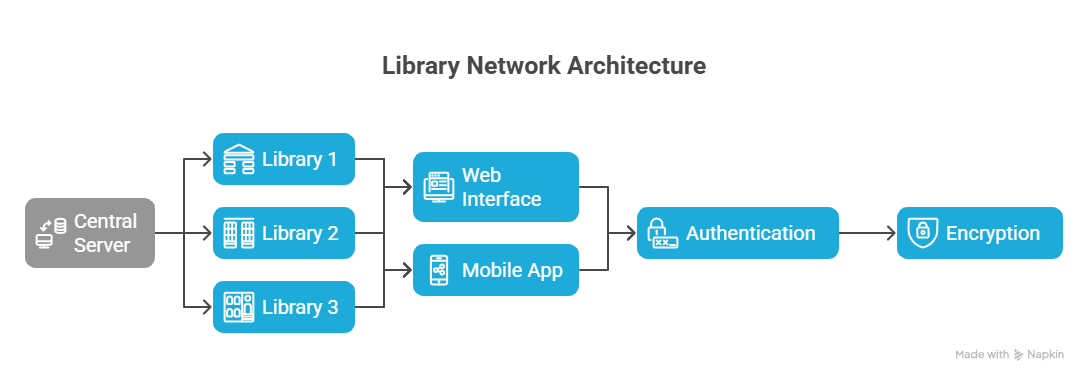 Library Network Architecture
Central
Server
Library 1
Library 2
Library 3
Web
Interface
Mobile App
Authentication
Encryption
Made with Napkin